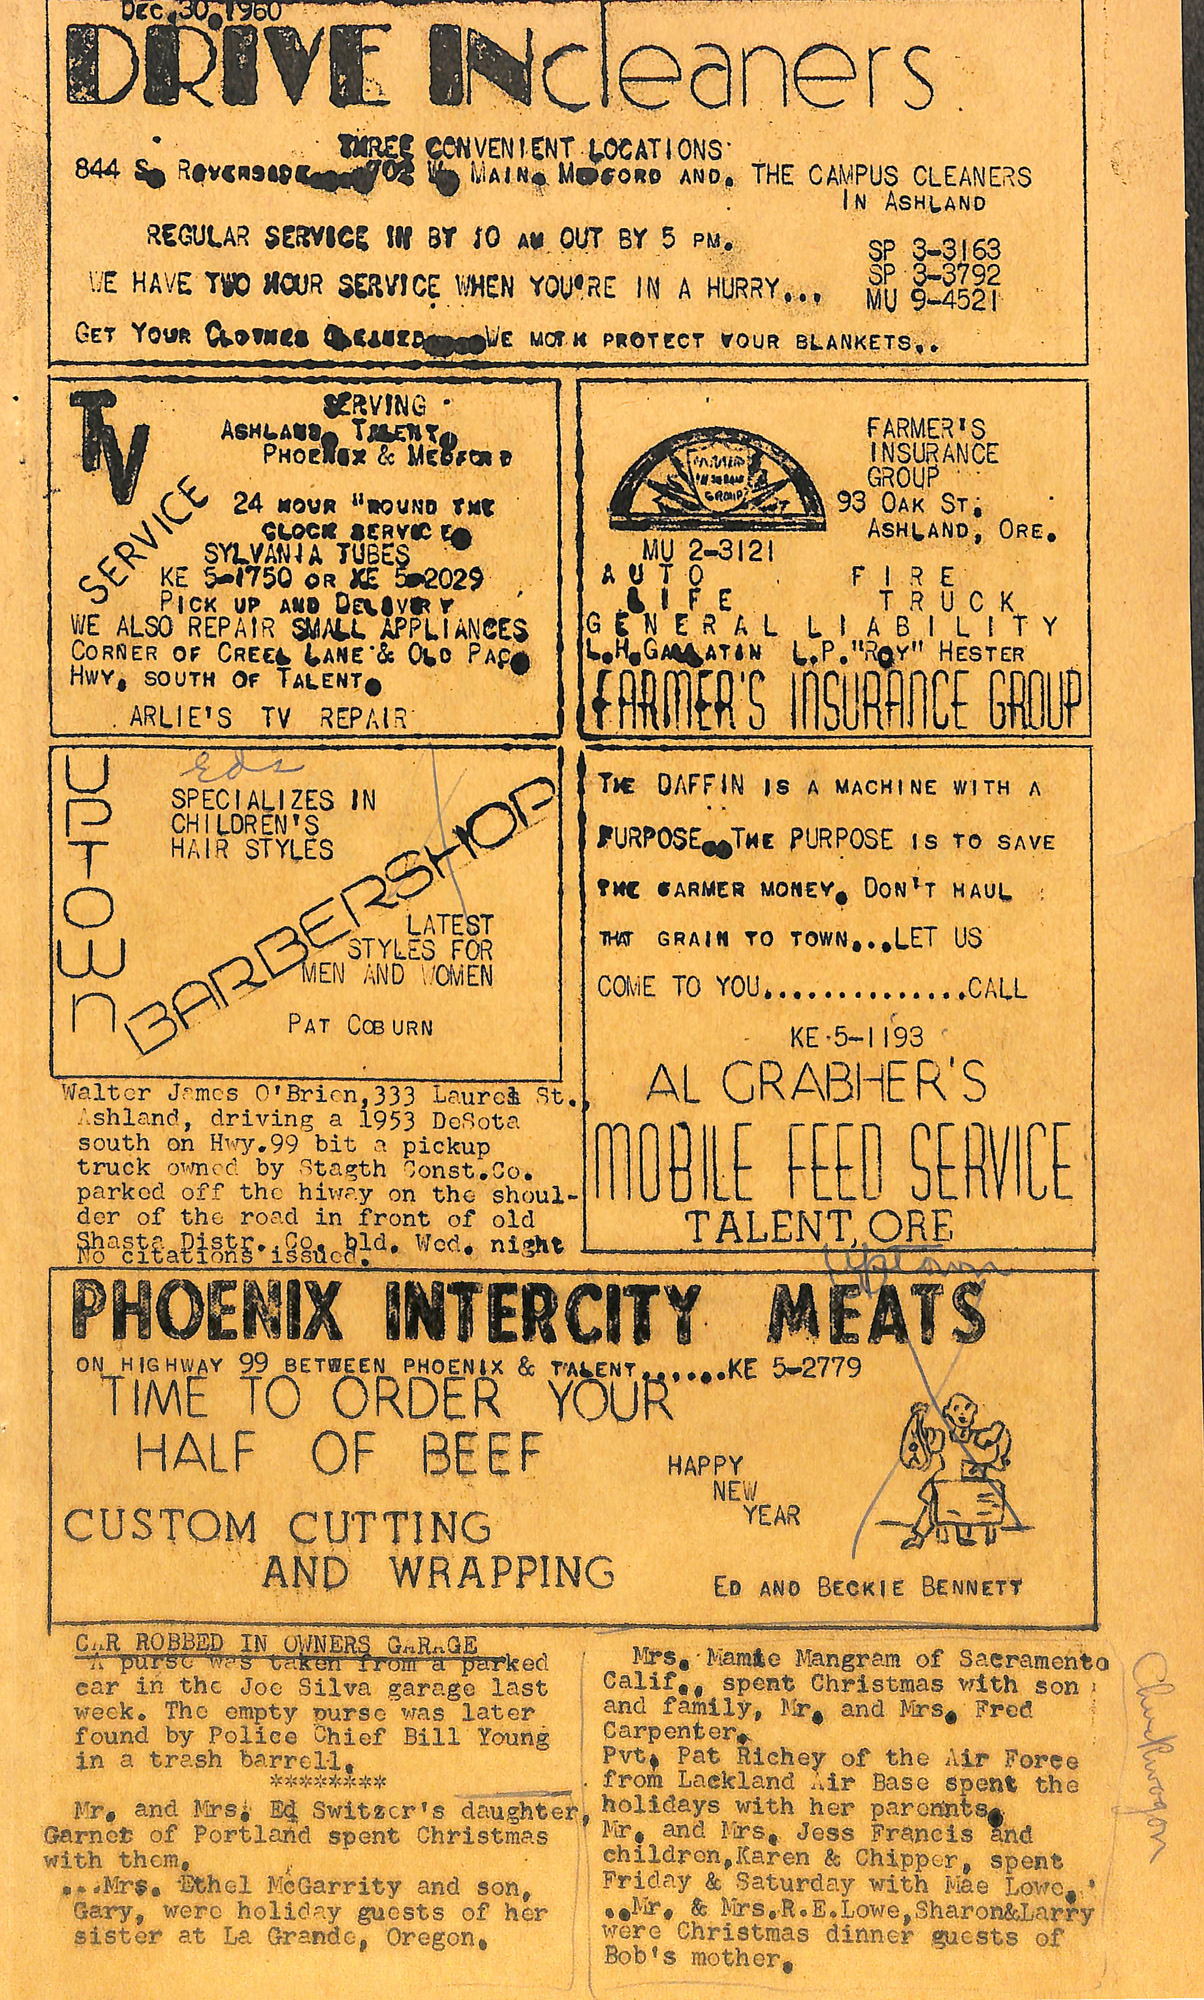 Dec. 30, 1960
DRIVE INcleaners
THREE CONVENIENT LOCATIONS
844 S. ROVERSIDE 702 W. MAIN. MEDFORD AND. THE CAMPUS CLEANERS
IN ASHLAND
REGULAR SERVICE IN BY 10 AM OUT BY 5 PM.
SP 3-3163
SP 3-3792
WE HAVE TWO HOUR SERVICE WHEN YOU'RE IN A HURRY...
MU 9-4521
GET YOUR CLOTHES CLEANED WE MOTH PROTECT YOUR BLANKETS..
TV
SERVICE
SERVING
ASHLAND, TALENT,
PHOENIX & MEDFORD
24 HOUR "ROUND THE
CLOCK SERVICE.
SYLVANIA TUBES
KE 5-1750 OR KE 5-2029
PICK UP AND DELIVERY
WE ALSO REPAIR SMALL APPLIANCES
CORNER OF CREEL LANE & OLD PAC.
HWY. SOUTH OF TALENT.
ARLIE'S TV REPAIR
FARMERS
INSURANCE
GROUP
FARMER'S
INSURANCE
GROUP
93 OAK ST.
ASHLAND, ORE.
MU 2-3121
AUTO FIRE
LIFE TRUCK
GENERAL LIABILITY
L.H.GALLATIN L.P."ROY" HESTER
FARMER'S INSURANCE GROUP
UPTOWN
Eds
SPECIALIZES IN
CHILDREN'S
HAIR STYLES
BARBERSHOP
LATEST
STYLES FOR
MEN AND WOMEN
PAT COBURN
THE DAFFIN IS A MACHINE WITH A
PURPOSE..THE PURPOSE IS TO SAVE
THE FARMER MONEY. DON'T HAUL
THAT GRAIN TO TOWN...LET US
COME TO YOU...............CALL
KE-5-1193
AL GRABHER'S
MOBILE FEED SERVICE
TALENT, ORE
Walter James O'Brien,333 Laurel St.,
Ashland, driving a 1953 DeSota
south on Hwy.99 bit a pickup
truck owned by Stagth Const.Co.
parked off the hiway on the shoul-
der of the road in front of old
Shasta Distr. Co. bld. Wed. night
No citations issued.
Uptown
PHOENIX INTERCITY MEATS
ON HIGHWAY 99 BETWEEN PHOENIX & TALENT.......KE 5-2779
TIME TO ORDER YOUR
HALF OF BEEF
HAPPY
NEW
YEAR
CUSTOM CUTTING
AND WRAPPING
ED AND BECKIE BENNETT
CAR ROBBED IN OWNERS GARAGE
A purse was taken from a parked
car in the Joe Silva garage last
week. The empty purse was later
found by Police Chief Bill Young
in a trash barrell.
********
Mr. and Mrs. Ed Switzer's daughter,
Garnet of Portland spent Christmas
with them.
...Mrs. Ethel McGarrity and son,
Gary, were holiday guests of her
sister at La Grande, Oregon.
Mrs. Mamie Mangram of Sacramento
Calif., spent Christmas with son
and family, Mr. and Mrs. Fred
Carpenter.
Pvt. Pat Richey of the Air Force
from Lackland Air Base spent the
holidays with her parennts.
Mr. and Mrs. Jess Francis and
children,Karen & Chipper, spent
Friday & Saturday with Mae Lowe.
..Mr. & Mrs.R.E.Lowe,Sharon&Larry
were Christmas dinner guests of
Bob's mother.
Chuckwagon